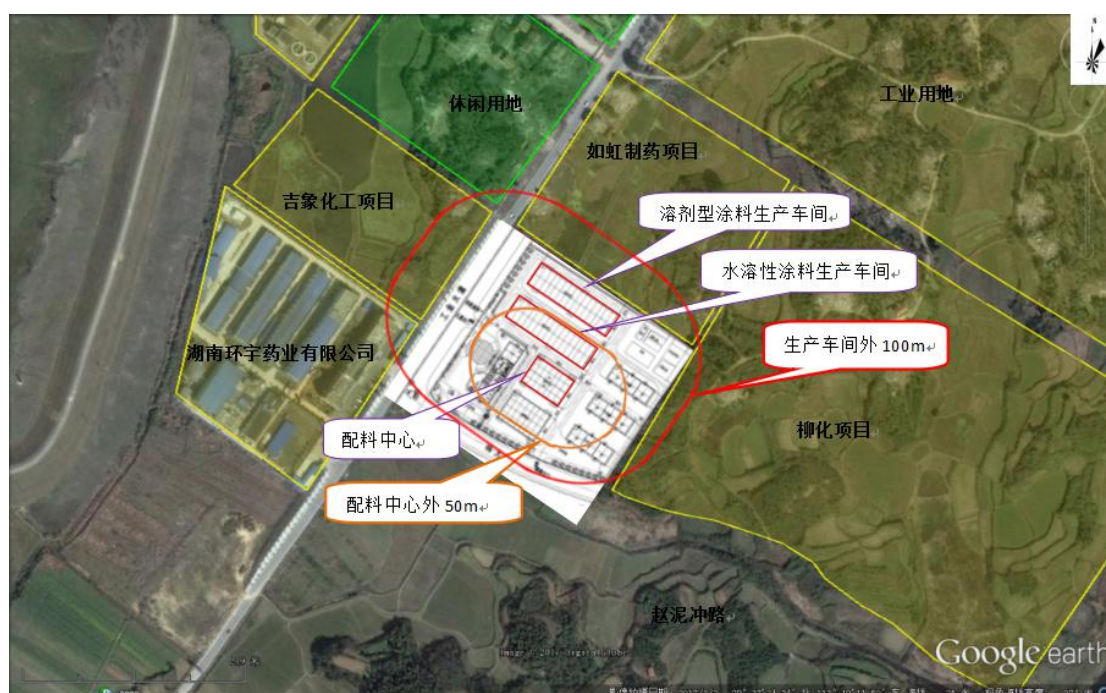 N
休闲用地
工业用地
如虹制药项目
吉象化工项目
溶剂型涂料生产车间
水溶性涂料生产车间
生产车间外 100m
湖南环宇药业有限公司
柳化项目
配料中心
配料中心外 50m
赵泥冲路
Google earth